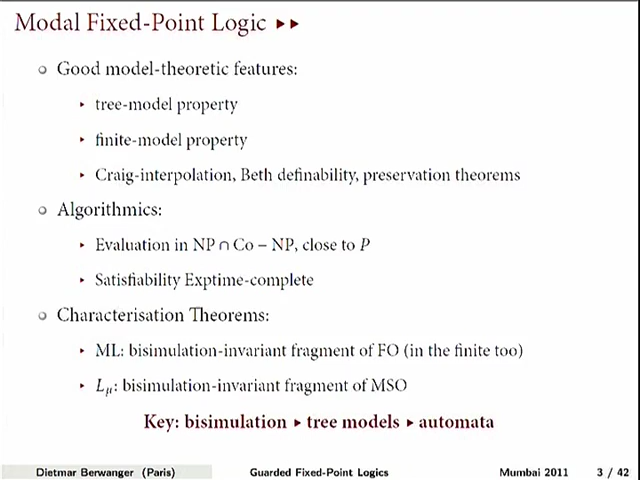 Modal Fixed-Point Logic ▸▸
Good model-theoretic features:
▸ tree-model property
▸ finite-model property
▸ Craig-interpolation, Beth definability, preservation theorems
Algorithmics:
▸ Evaluation in NP ∩ Co – NP, close to P
▸ Satisfiability Exptime-complete
Characterisation Theorems:
▸ ML: bisimulation-invariant fragment of FO (in the finite too)
▸ Lμ: bisimulation-invariant fragment of MSO
Key: bisimulation ▸ tree models ▸ automata
Dietmar Berwanger (Paris) Guarded Fixed-Point Logics Mumbai 2011 3 / 42